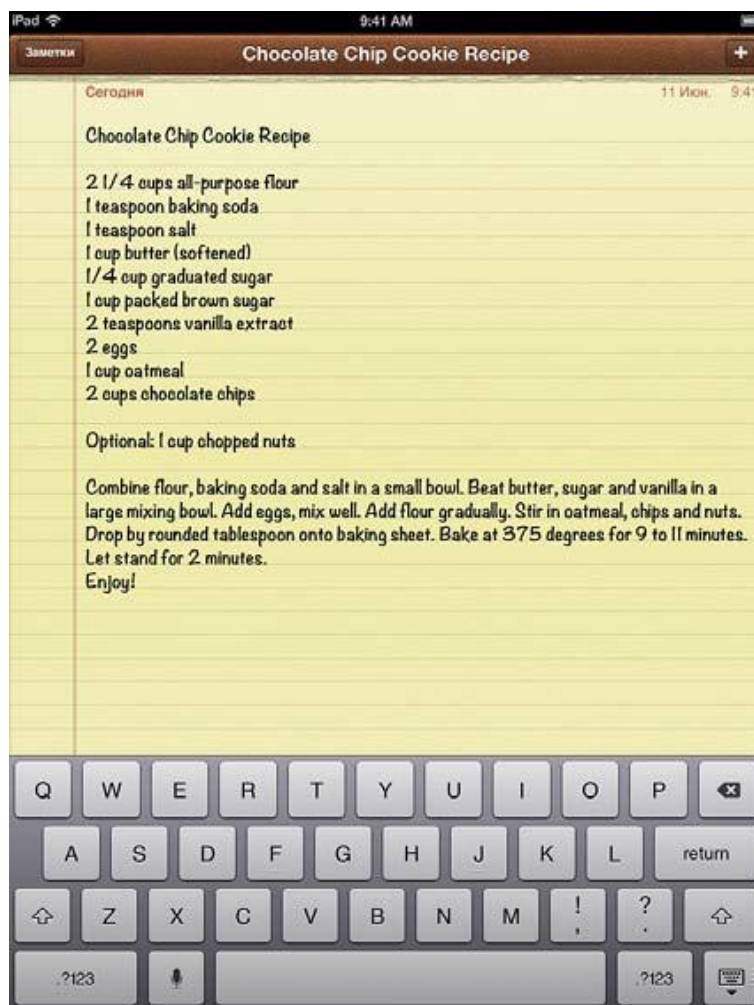 iPad 9:41 AM
Заметки Chocolate Chip Cookie Recipe +
Сегодня 11 Июн. 9:41
Chocolate Chip Cookie Recipe
2 1/4 cups all-purpose flour
1 teaspoon baking soda
1 teaspoon salt
1 cup butter (softened)
1/4 cup graduated sugar
1 cup packed brown sugar
2 teaspoons vanilla extract
2 eggs
1 cup oatmeal
2 cups chocolate chips
Optional: 1 cup chopped nuts
Combine flour, baking soda and salt in a small bowl. Beat butter, sugar and vanilla in a
large mixing bowl. Add eggs, mix well. Add flour gradually. Stir in oatmeal, chips and nuts.
Drop by rounded tablespoon onto baking sheet. Bake at 375 degrees for 9 to 11 minutes.
Let stand for 2 minutes.
Enjoy!
Q W E R T Y U I O P
A S D F G H J K L return
Z X C V B N M ! , ? .
.?123 .?123